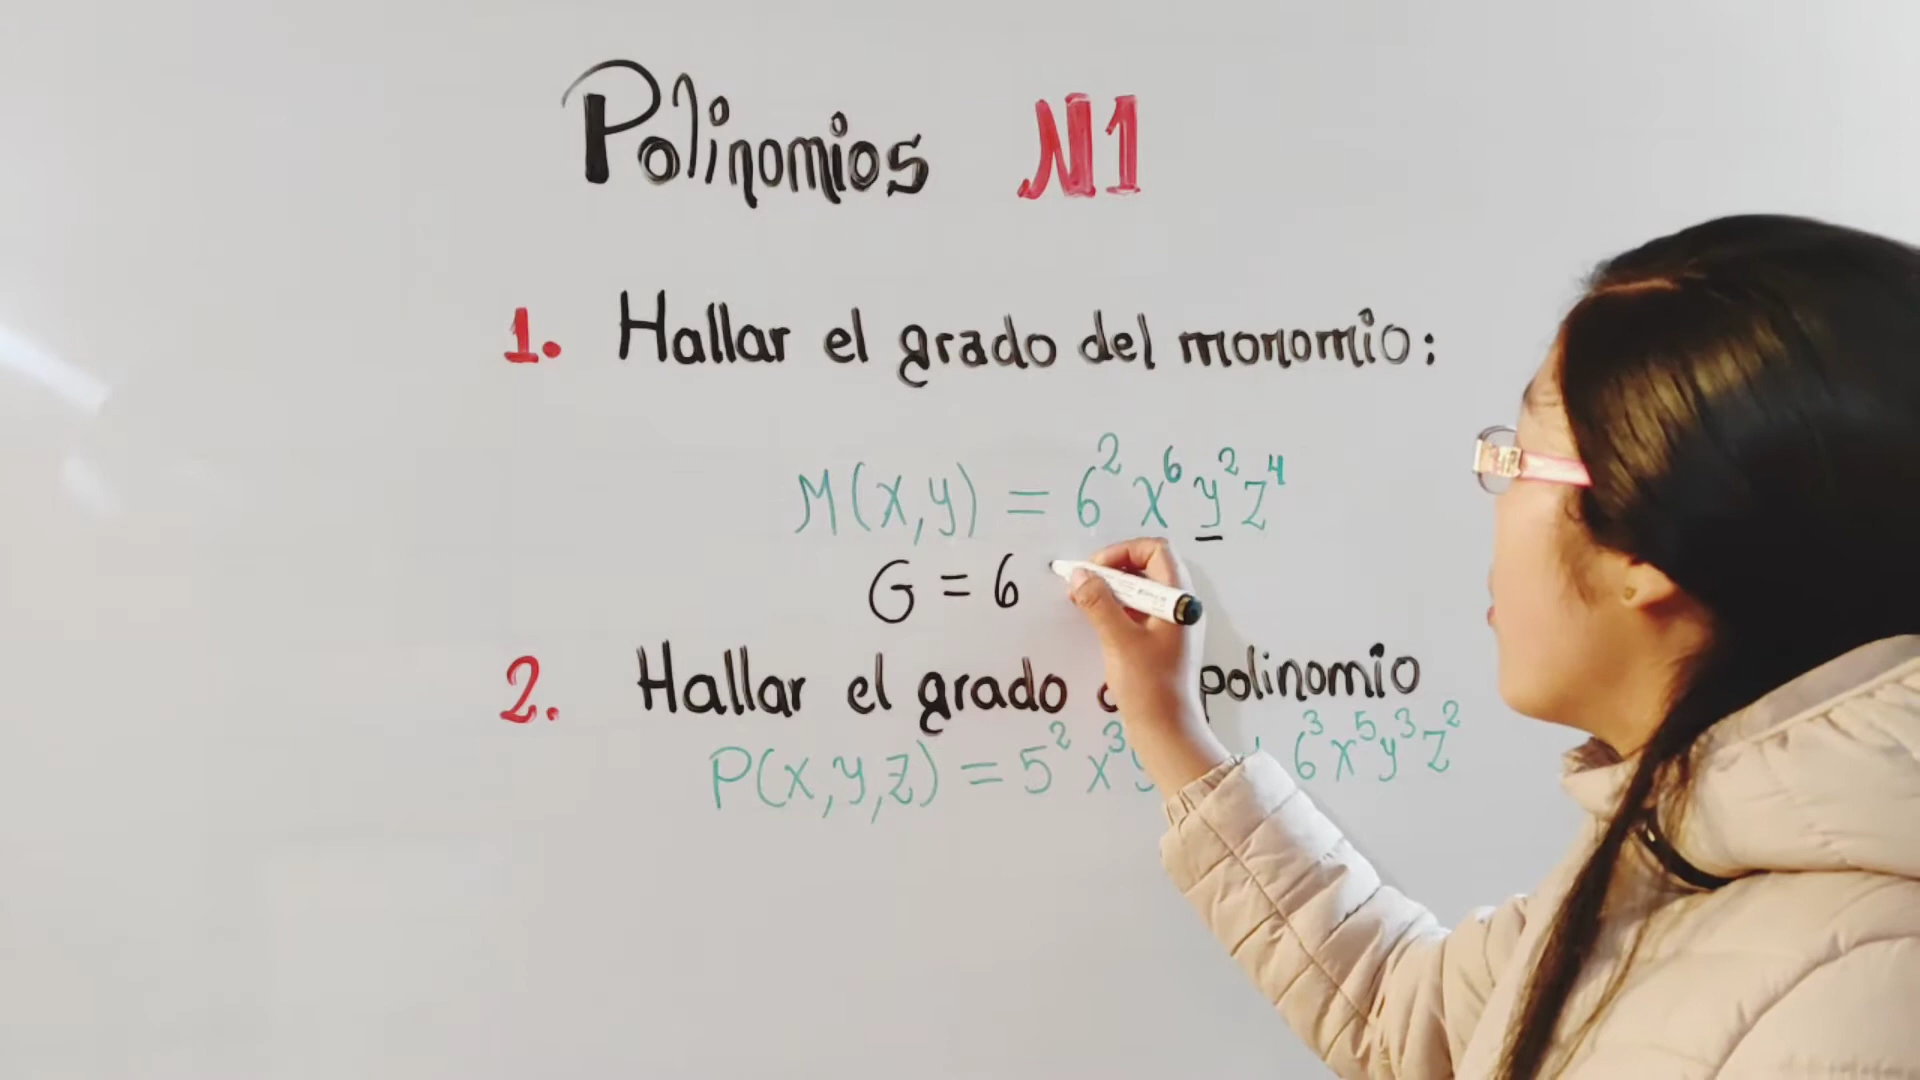 Polinomios N1
1. Hallar el grado del monomio:
M(x,y) = 6² x⁶ y² z⁴
G = 6
2. Hallar el grado polinomio
P(x,y,z) = 5² x³ 6³ x⁵ y³ z²